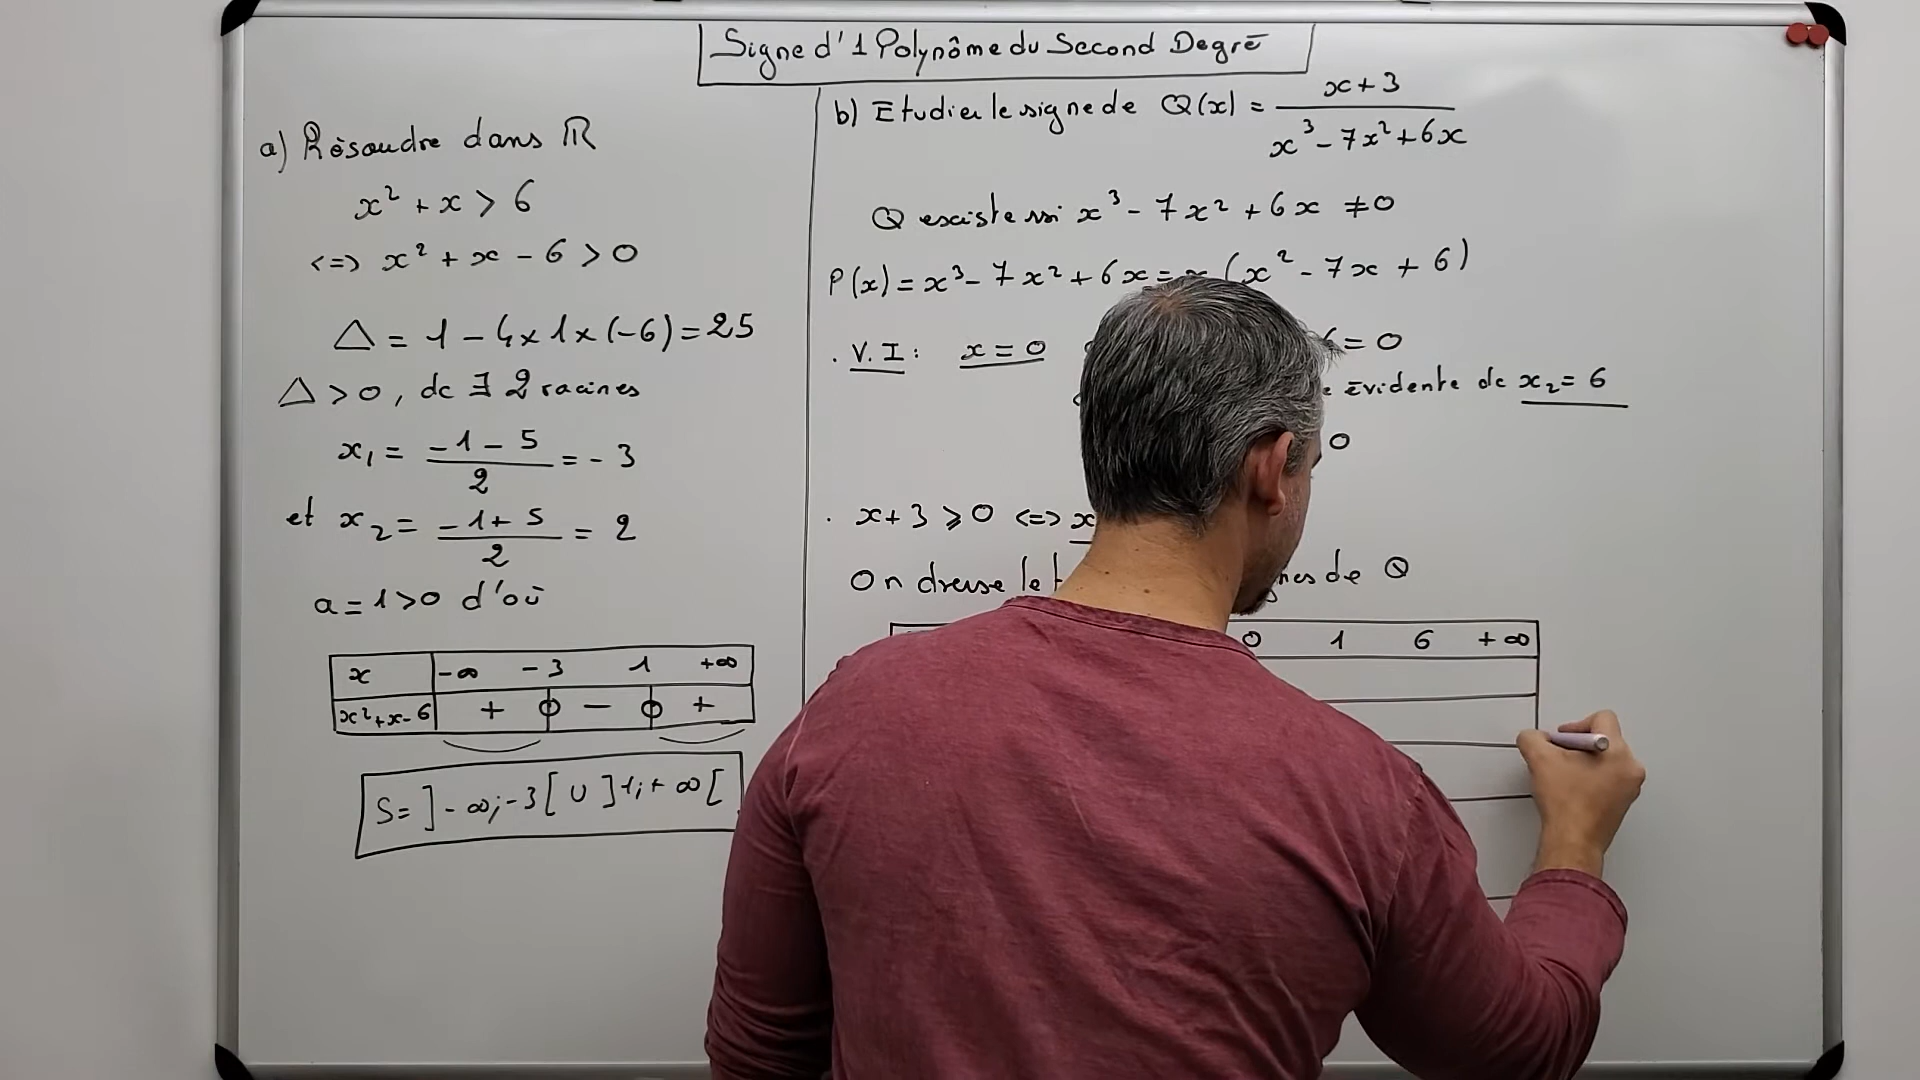 Signe d'1 Polynôme du Second Degré
a) Résoudre dans ℝ
x² + x > 6
<=> x² + x - 6 > 0
Δ = 1 - 4 × 1 × (-6) = 25
Δ > 0, dc ∃ 2 racines
x₁ = (-1 - 5)/2 = -3
et x₂ = (-1 + 5)/2 = 2
a = 1 > 0 d'où
x -∞ -3 1 +∞
x²+x-6 + 0 - 0 +
S = ]-∞; -3[ ∪ ]1; +∞[
b) Etudier le signe de Q(x) = (x+3)/(x³ - 7x² + 6x)
Q existe ssi x³ - 7x² + 6x ≠ 0
P(x) = x³ - 7x² + 6x = x (x² - 7x + 6)
. V.I : x = 0 = 0
évidente dc x₂ = 6
0
. x + 3 ⩾ 0 <=> x
On dresse le de Q
0 1 6 +∞